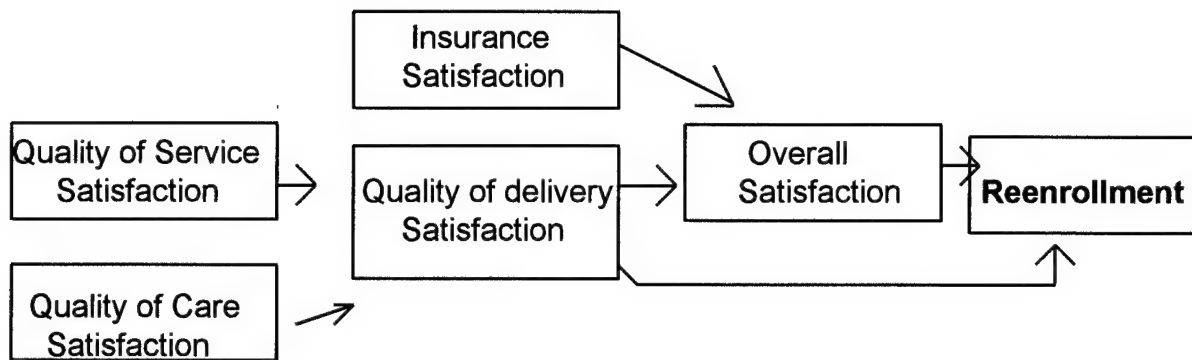 Insurance
Satisfaction
Quality of Service
Satisfaction
Quality of delivery
Satisfaction
Overall
Satisfaction
Reenrollment
Quality of Care
Satisfaction